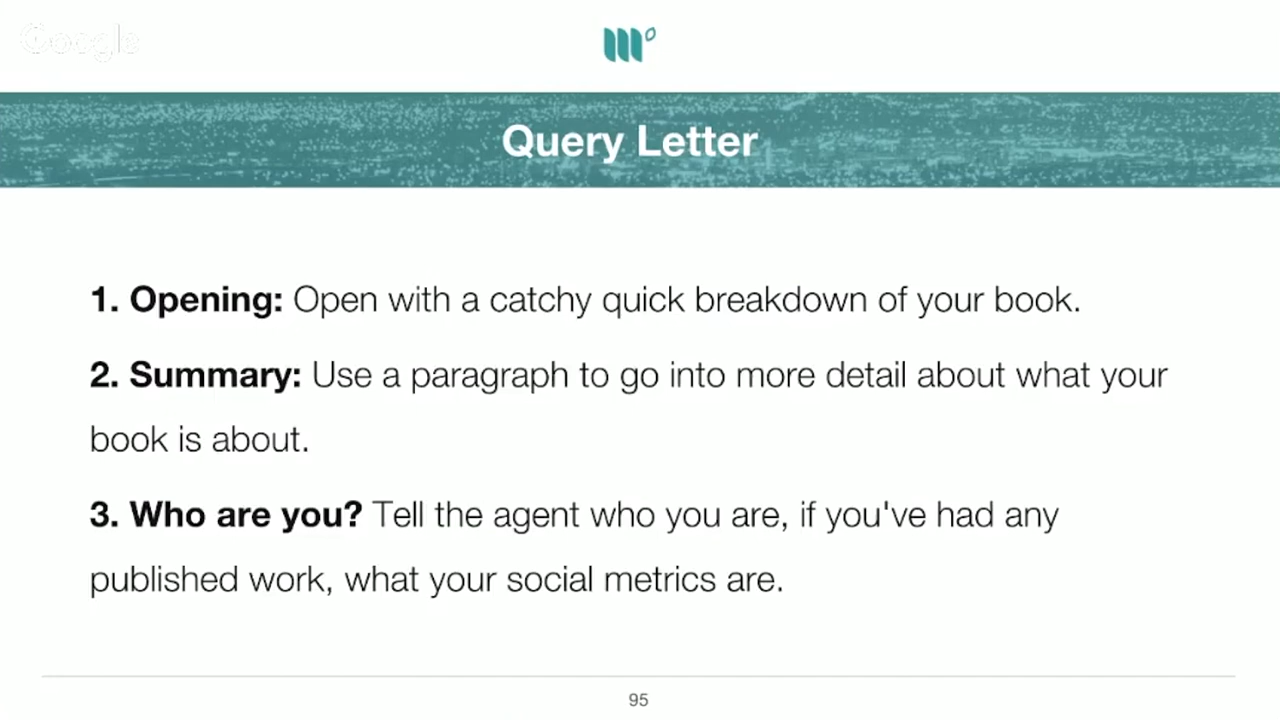 Google
Query Letter
1. Opening: Open with a catchy quick breakdown of your book.
2. Summary: Use a paragraph to go into more detail about what your
book is about.
3. Who are you? Tell the agent who you are, if you've had any
published work, what your social metrics are.
95